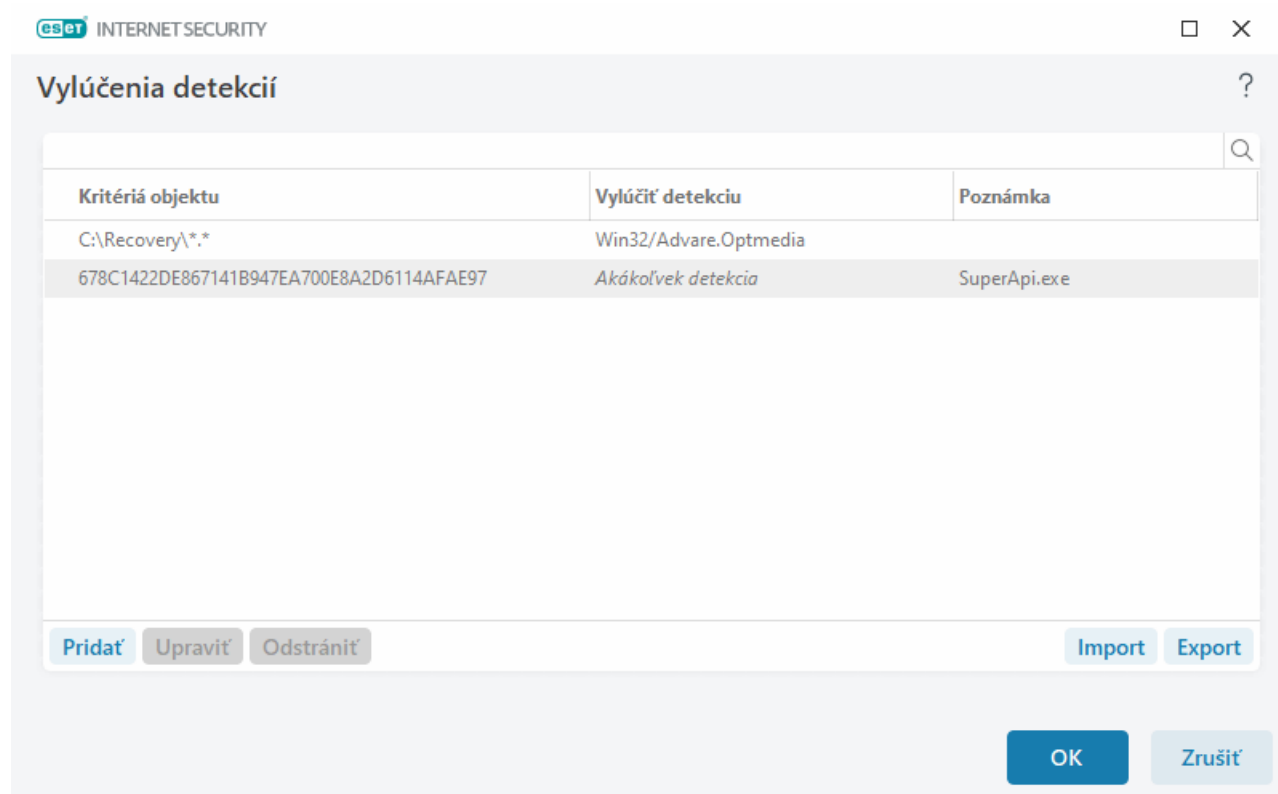 eset INTERNET SECURITY
Vylúčenia detekcií
?
Kritériá objektu Vylúčiť detekciu Poznámka
C:\Recovery\*.* Win32/Advare.Optmedia
678C1422DE867141B947EA700E8A2D6114AFAE97 Akákoľvek detekcia SuperApi.exe
Pridať Upraviť Odstrániť Import Export
OK Zrušiť